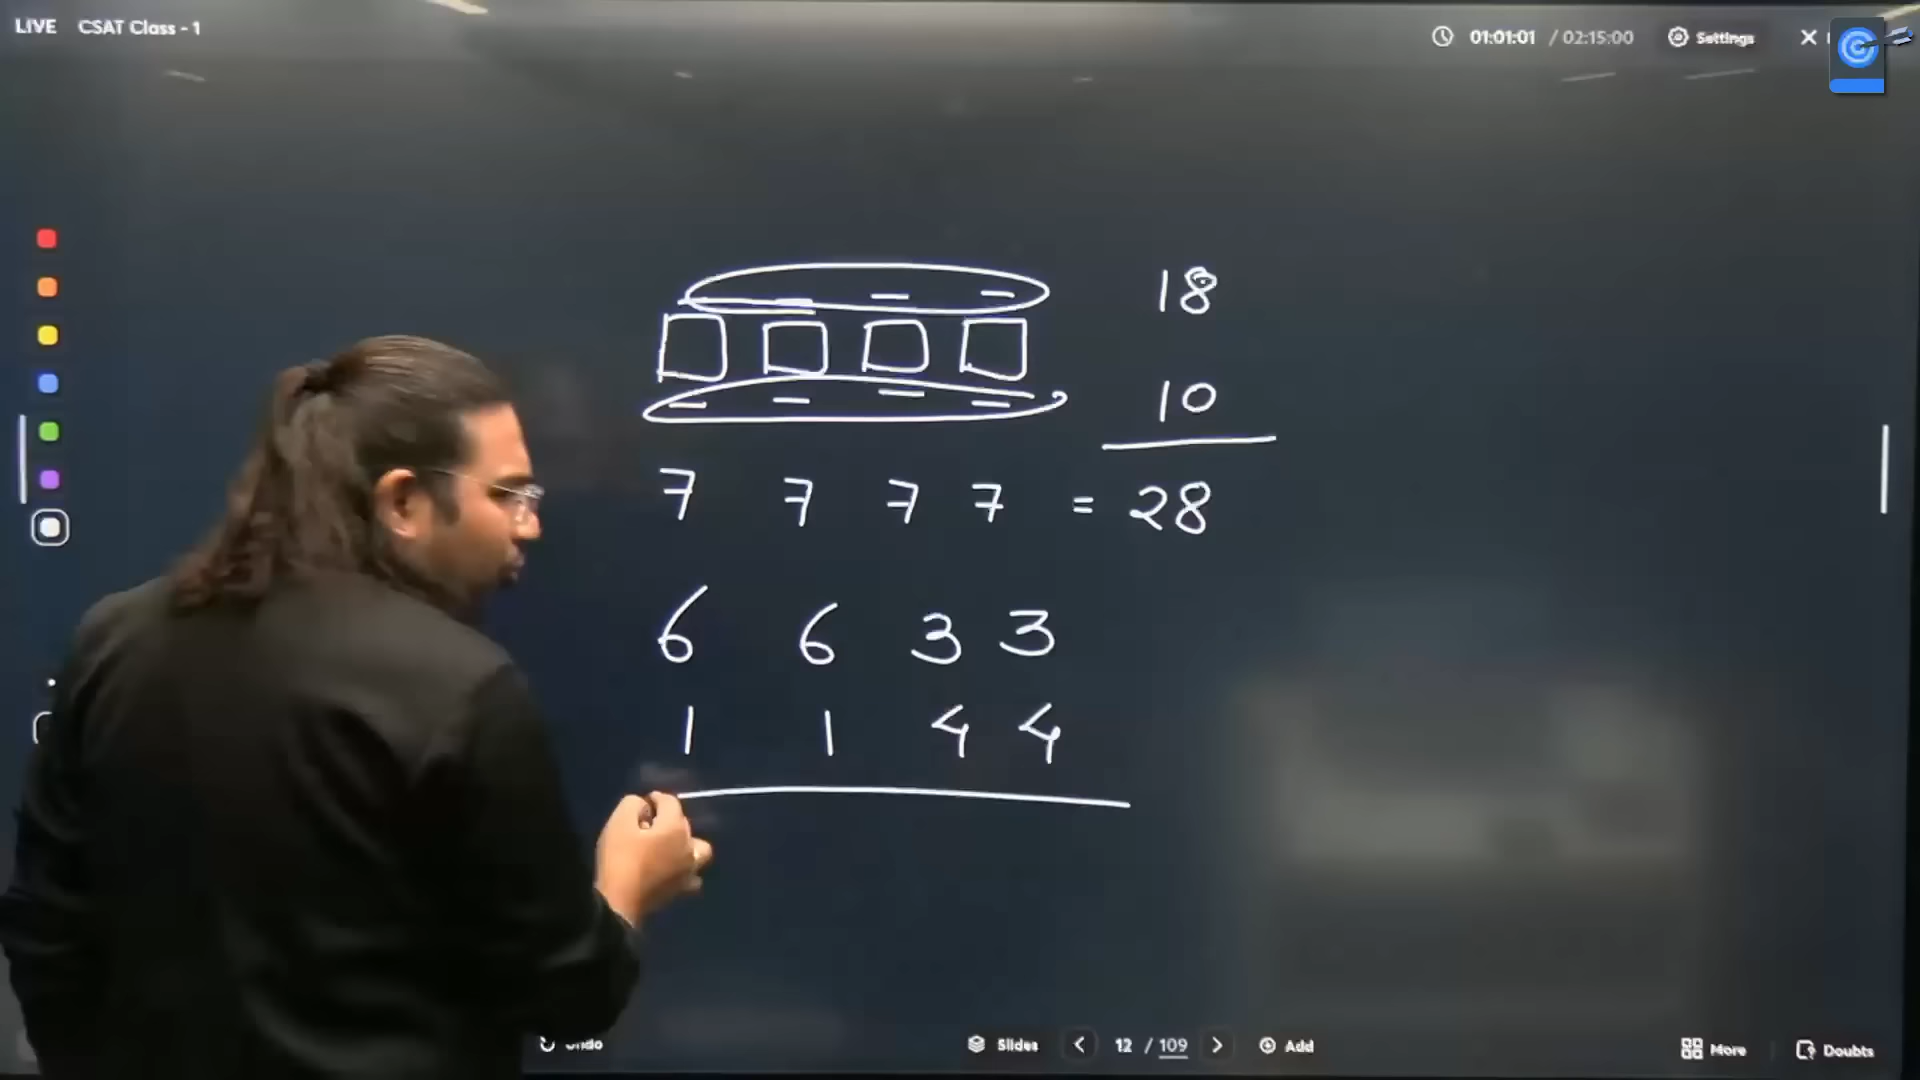 LIVE CSAT Class - 1
01:01:01 / 02:15:00 Settings
18
10
7 7 7 7 = 28
6 6 3 3
1 1 4 4
Undo Slides 12 / 109 Add More Doubts